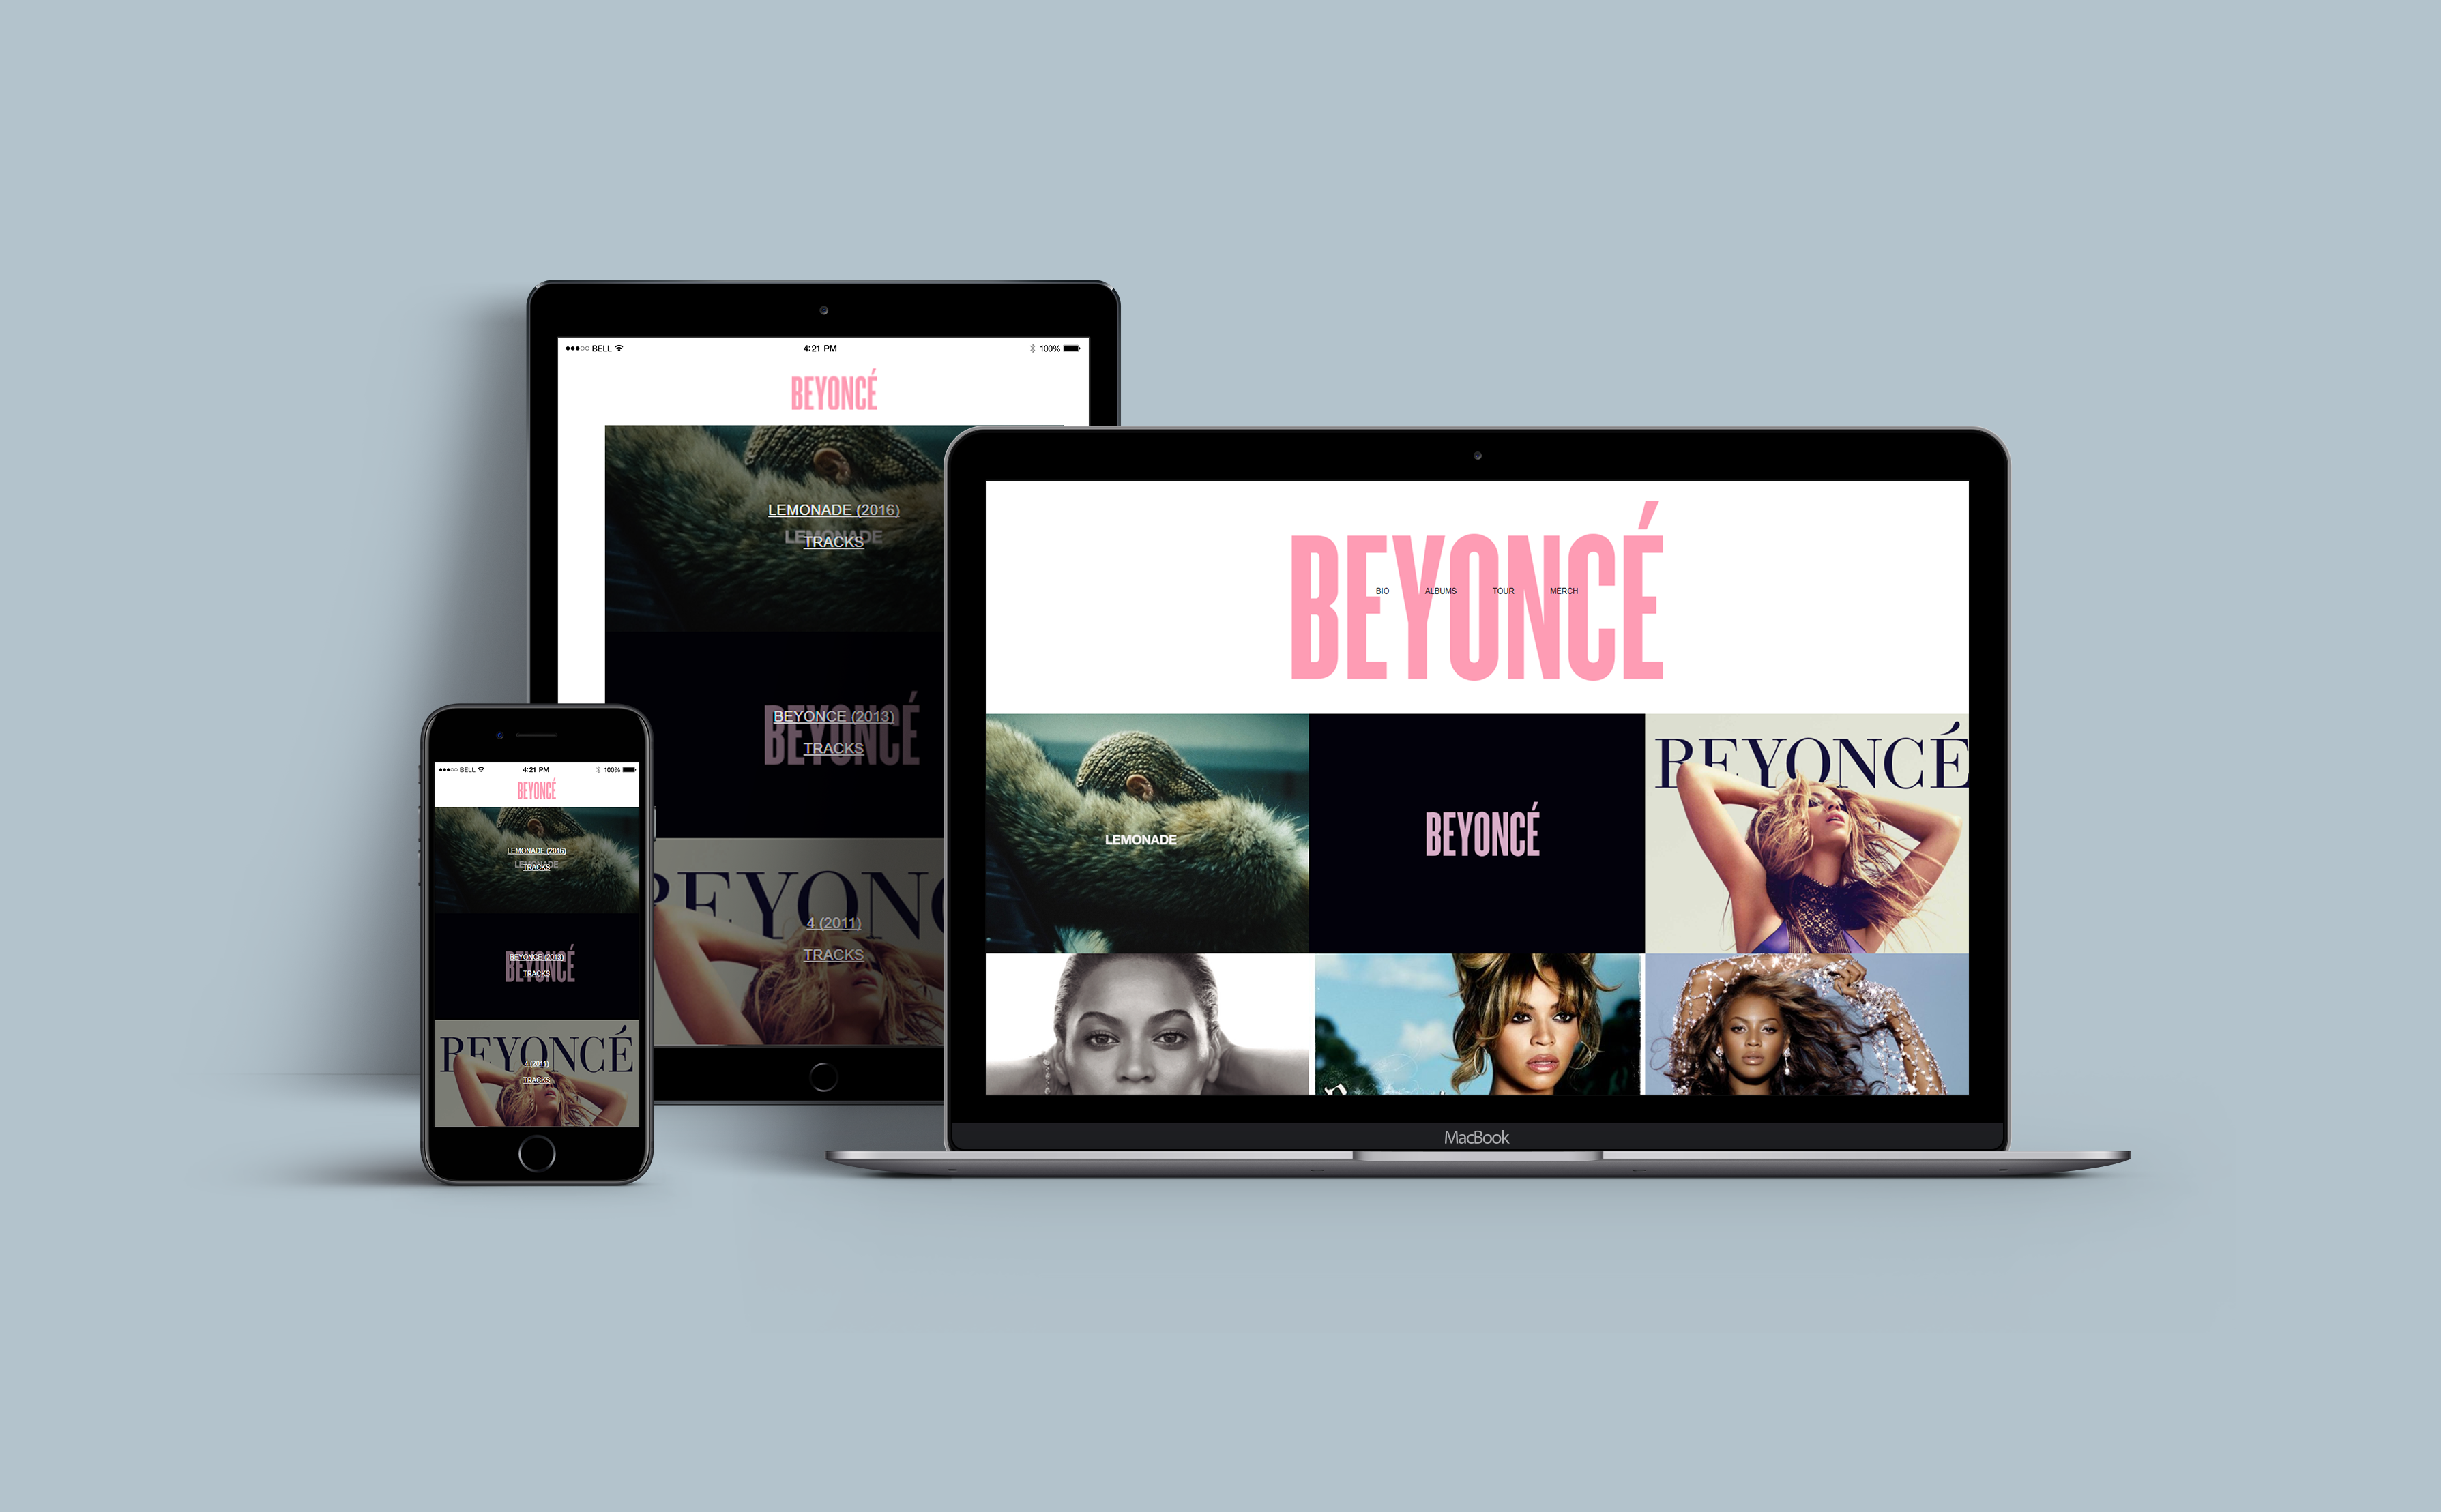 BELL 4:21 PM 100%
BEYONCÉ
LEMONADE (2016)
LEMONADE
TRACKS
BEYONCE (2013)
BEYONCÉ
TRACKS
BEYONC
4 (2011)
TRACKS
BELL 4:21 PM 100%
BEYONCÉ
LEMONADE (2016)
LEMONADE
TRACKS
BEYONCE (2013)
BEYONCÉ
TRACKS
BEYONCÉ
4 (2011)
TRACKS
BEYONCÉ
BIO ALBUMS TOUR MERCH
LEMONADE
BEYONCÉ
BEYONCÉ
MacBook